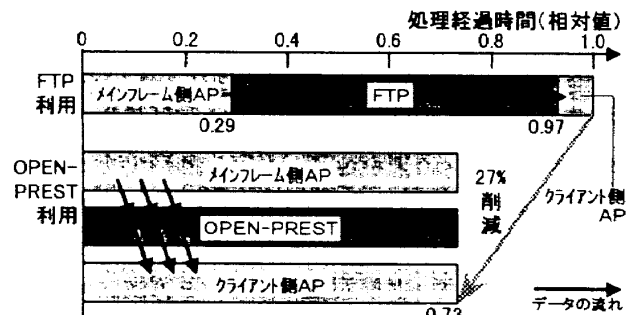 処理経過時間(相対値)
0 0.2 0.4 0.6 0.8 1.0
FTP
利用
メインフレーム側AP
FTP
0.29
0.97
OPEN-
PREST
利用
メインフレーム側AP
27%
削減
クライアント側
AP
OPEN-PREST
クライアント側AP
0.73
データの流れ